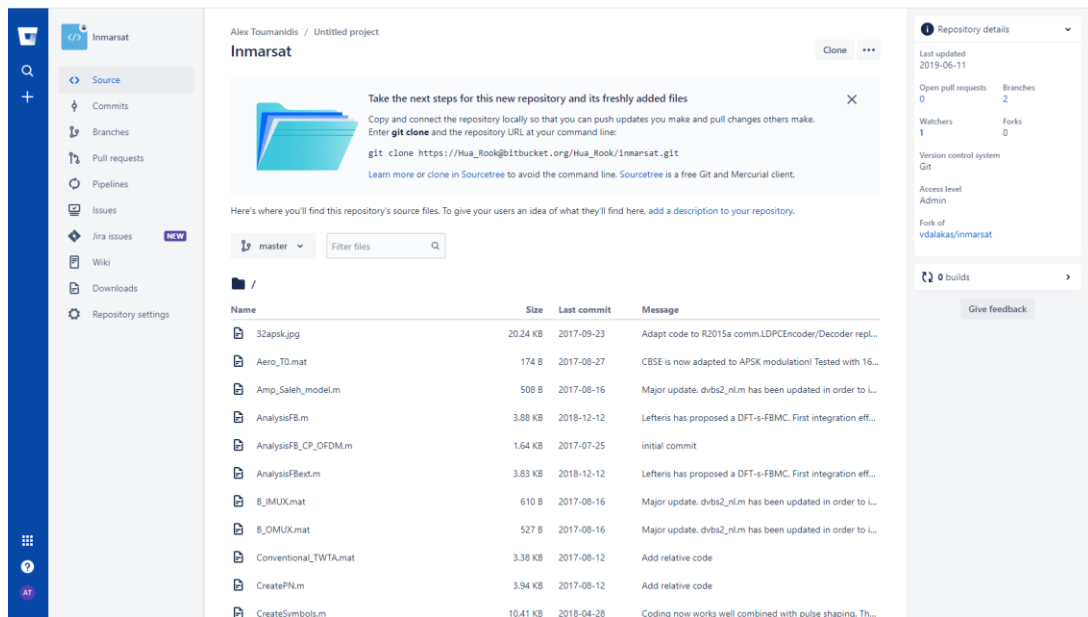 Inmarsat
Source
Commits
Branches
Pull requests
Pipelines
Issues
Jira issues NEW
Wiki
Downloads
Repository settings
AT
Alex Toumanidis / Untitled project
Inmarsat
Clone
Take the next steps for this new repository and its freshly added files
Copy and connect the repository locally so that you can push updates you make and pull changes others make.
Enter git clone and the repository URL at your command line:
git clone https://Hua_Rook@bitbucket.org/Hua_Rook/inmarsat.git
Learn more or clone in Sourcetree to avoid the command line. Sourcetree is a free Git and Mercurial client.
Here's where you'll find this repository's source files. To give your users an idea of what they'll find here, add a description to your repository.
master Filter files
/
Name Size Last commit Message
32apsk.jpg 20.24 KB 2017-09-23 Adapt code to R2015a comm.LDPCEncoder/Decoder repl...
Aero_T0.mat 174 B 2017-08-27 CBSE is now adapted to APSK modulation! Tested with 16...
Amp_Saleh_model.m 508 B 2017-08-16 Major update. dvbs2_nl.m has been updated in order to i...
AnalysisFB.m 3.88 KB 2018-12-12 Lefteris has proposed a DFT-s-FBMC. First integration eff...
AnalysisFB_CP_OFDM.m 1.64 KB 2017-07-25 initial commit
AnalysisFBext.m 3.83 KB 2018-12-12 Lefteris has proposed a DFT-s-FBMC. First integration eff...
B_IMUX.mat 610 B 2017-08-16 Major update. dvbs2_nl.m has been updated in order to i...
B_OMUX.mat 527 B 2017-08-16 Major update. dvbs2_nl.m has been updated in order to i...
Conventional_TWTA.mat 3.38 KB 2017-08-12 Add relative code
CreatePN.m 3.94 KB 2017-08-12 Add relative code
CreateSymbols.m 10.41 KB 2018-04-28 Coding now works well combined with pulse shaping. Th...
Repository details
Last updated
2019-06-11
Open pull requests Branches
0 2
Watchers Forks
1 0
Version control system
Git
Access level
Admin
Fork of
vdalakas/inmarsat
0 builds
Give feedback